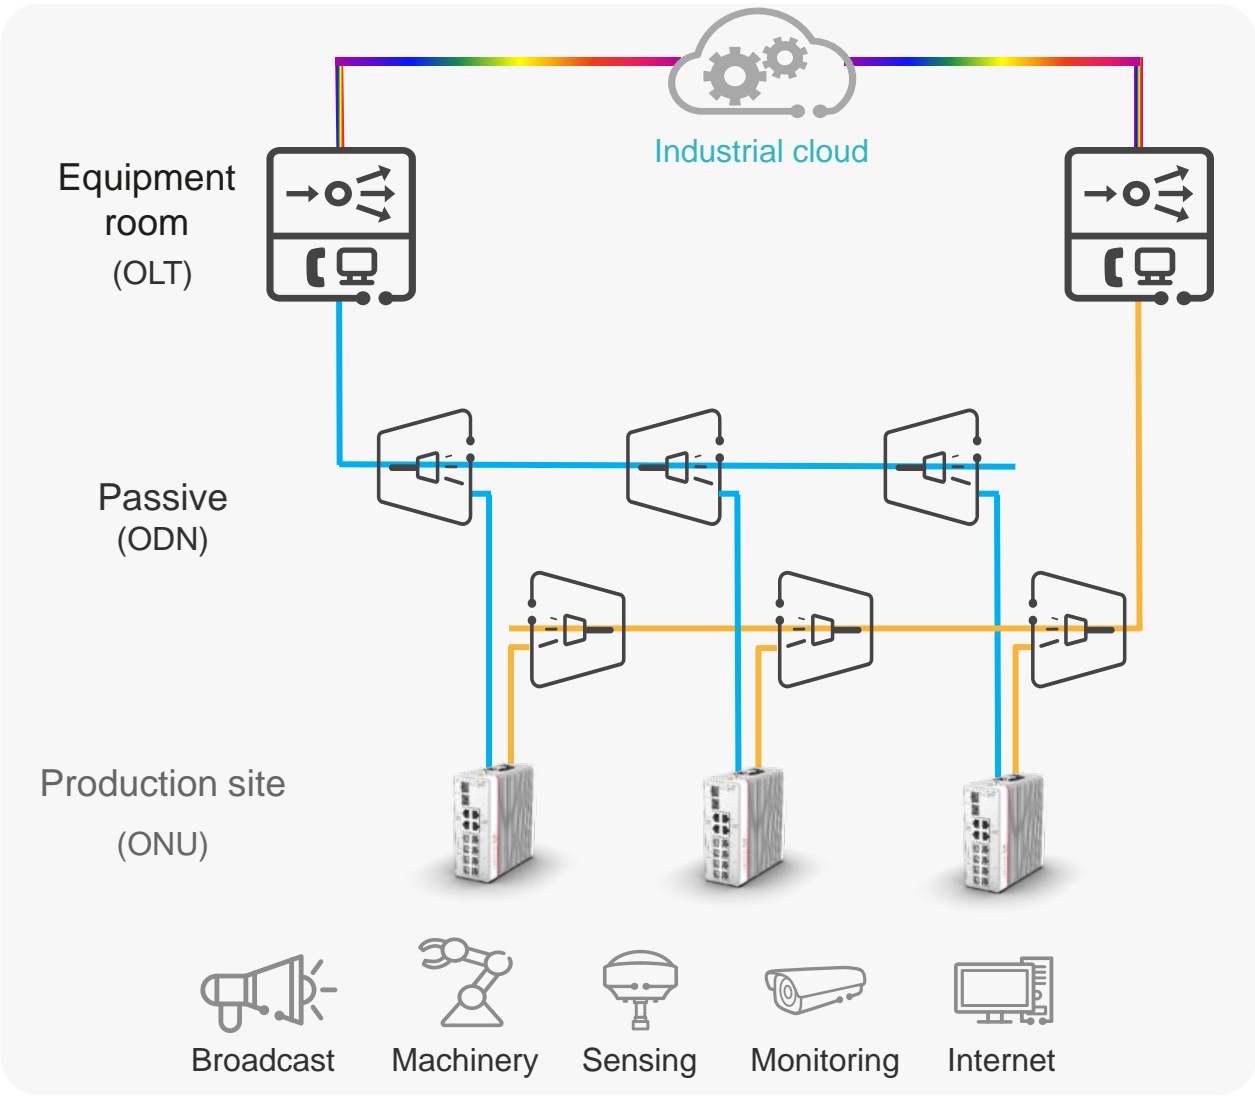 Industrial cloud
Equipment
room
(OLT)
Passive
(ODN)
Production site
(ONU)
Broadcast
Machinery
Sensing
Monitoring
Internet